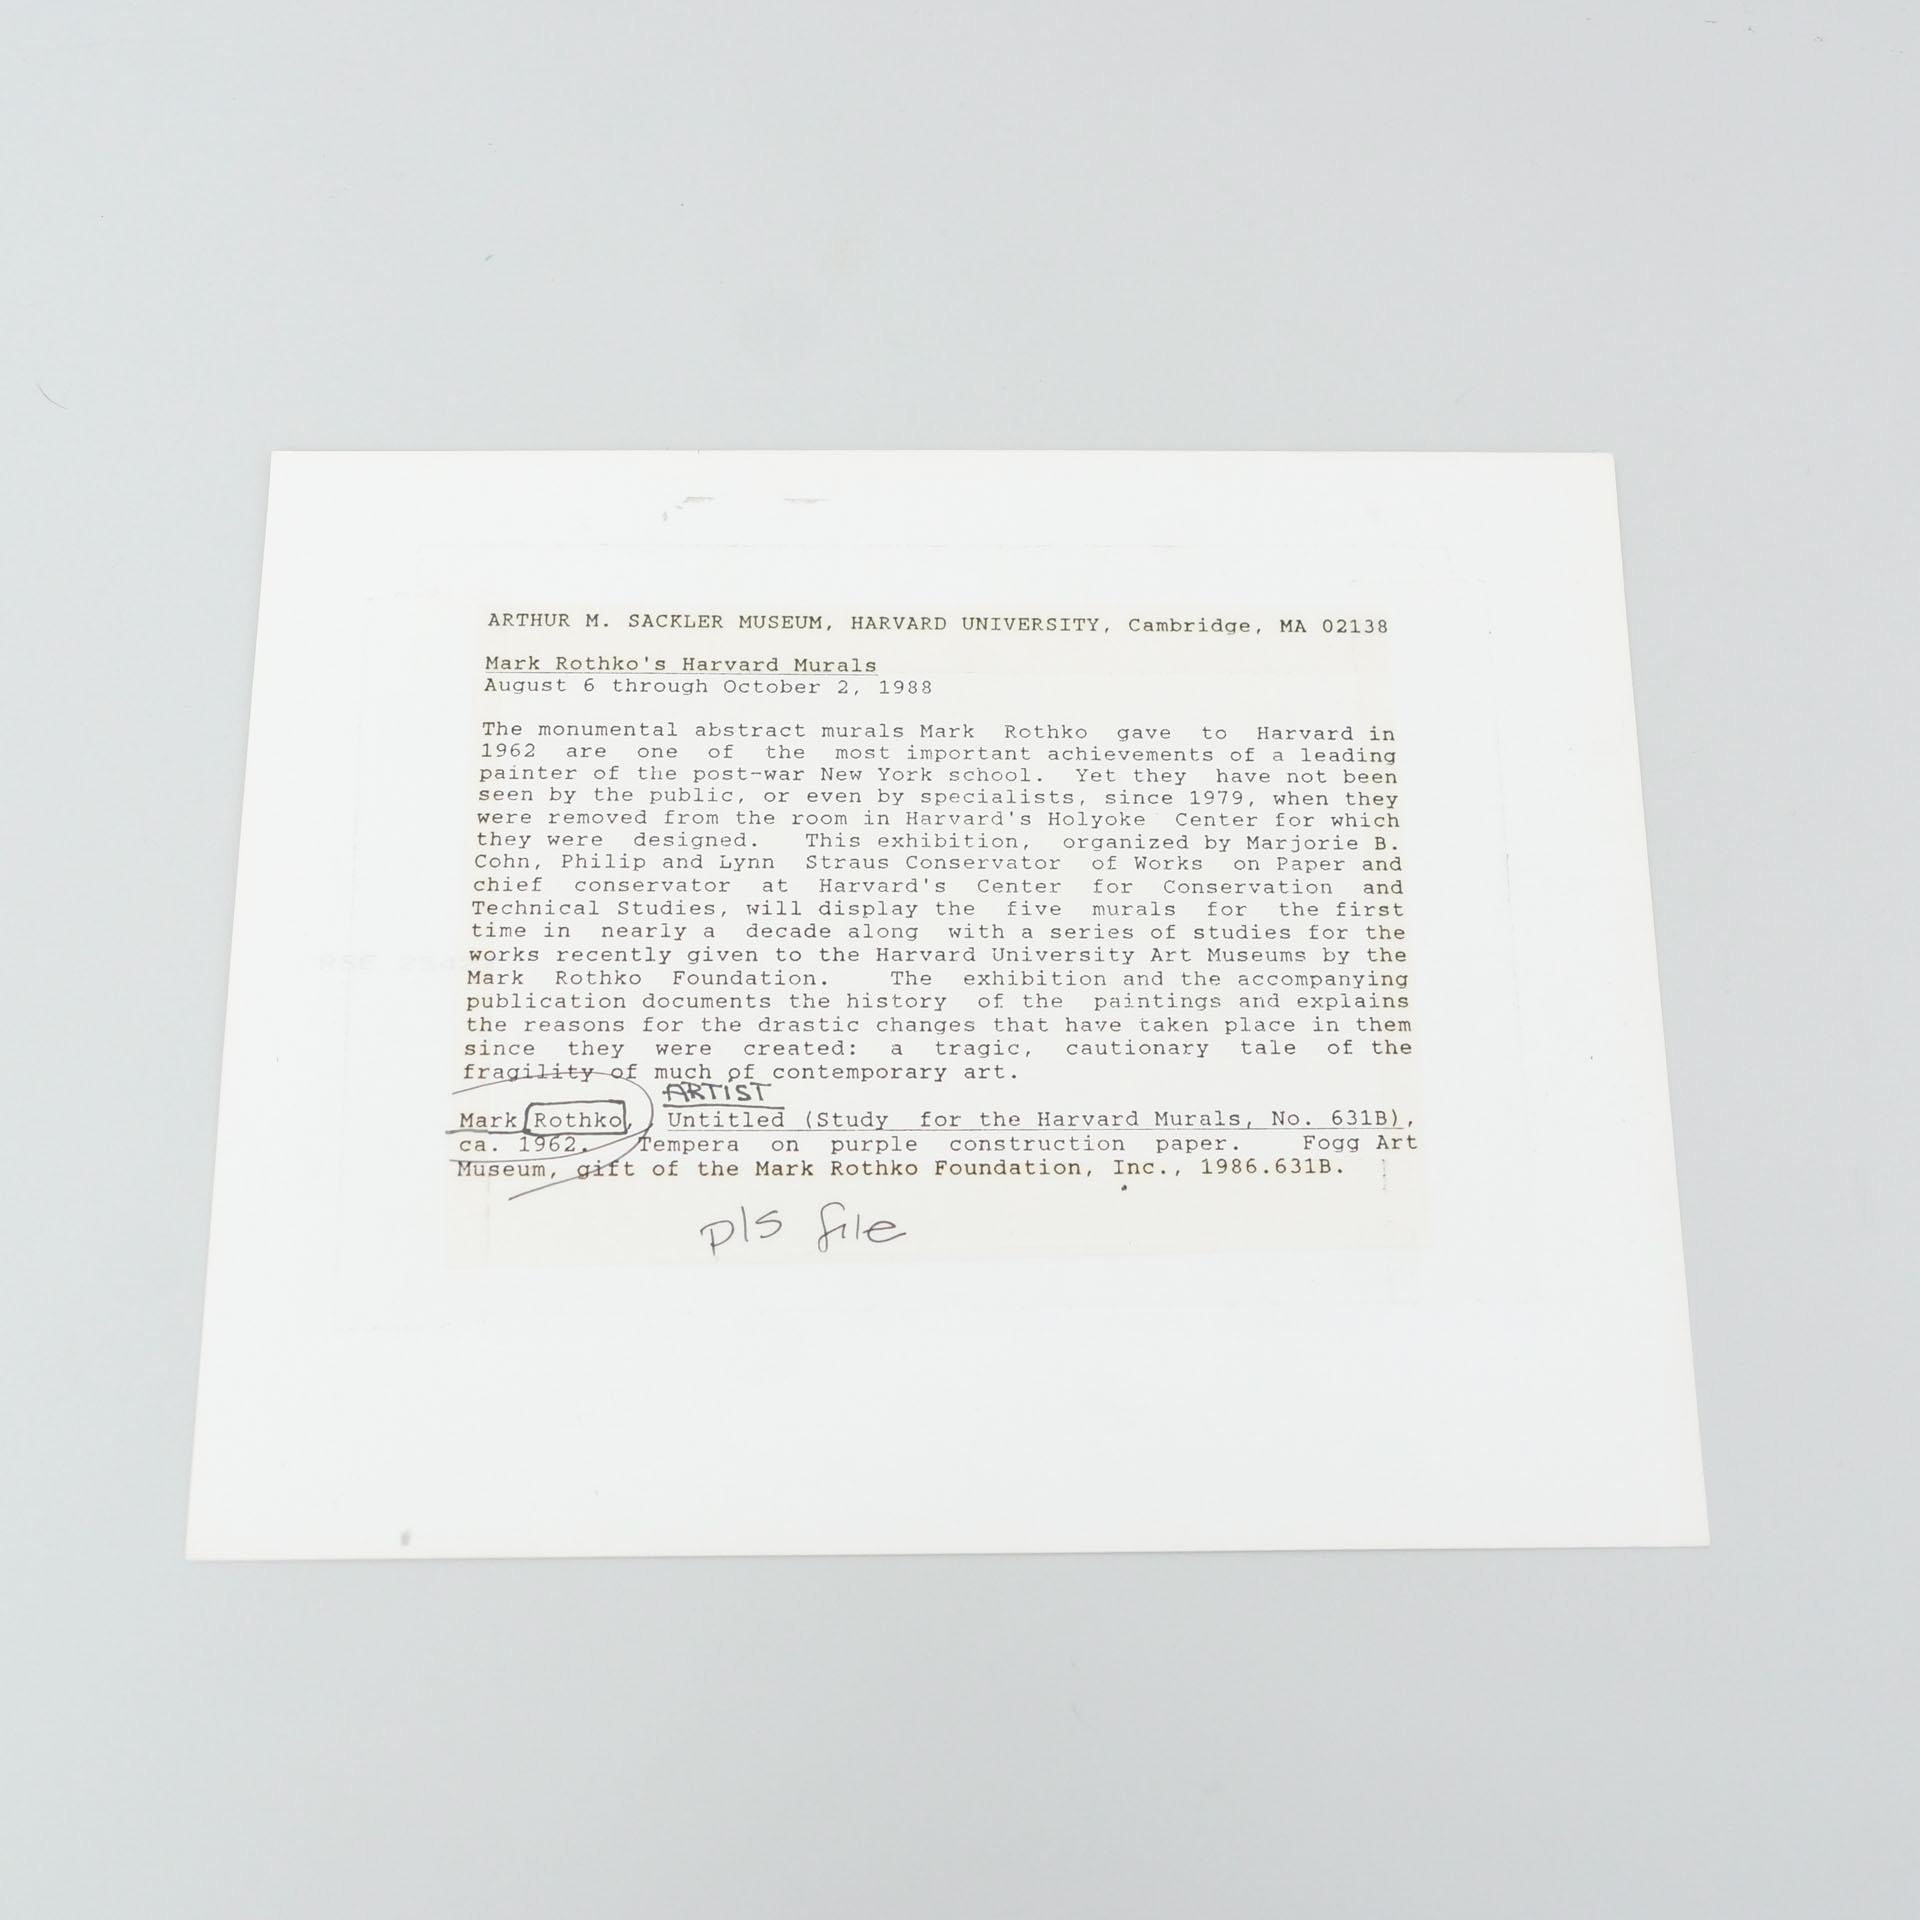 ARTHUR M. SACKLER MUSEUM, HARVARD UNIVERSITY, Cambridge, MA 02138
Mark Rothko's Harvard Murals
August 6 through October 2, 1988
The monumental abstract murals Mark Rothko gave to Harvard in
1962 are one of the most important achievements of a leading
painter of the post-war New York school. Yet they have not been
seen by the public, or even by specialists, since 1979, when they
were removed from the room in Harvard's Holyoke Center for which
they were designed. This exhibition, organized by Marjorie B.
Cohn, Philip and Lynn Straus Conservator of Works on Paper and
chief conservator at Harvard's Center for Conservation and
Technical Studies, will display the five murals for the first
time in nearly a decade along with a series of studies for the
works recently given to the Harvard University Art Museums by the
Mark Rothko Foundation. The exhibition and the accompanying
publication documents the history of the paintings and explains
the reasons for the drastic changes that have taken place in them
since they were created: a tragic, cautionary tale of the
fragility of much of contemporary art.
ARTIST
Mark Rothko, Untitled (Study for the Harvard Murals, No. 631B),
ca. 1962. Tempera on purple construction paper. Fogg Art
Museum, gift of the Mark Rothko Foundation, Inc., 1986.631B.
pls file